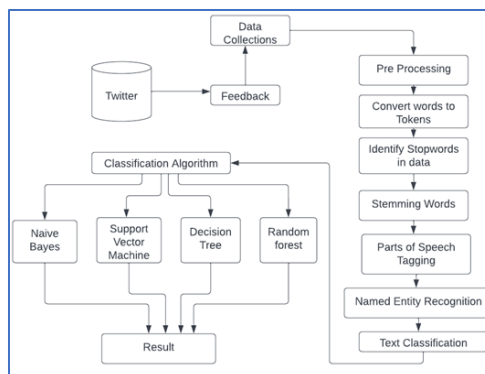 Data
Collections
Twitter
Feedback
Pre Processing
Convert words to
Tokens
Identify Stopwords
in data
Stemming Words
Parts of Speech
Tagging
Named Entity Recognition
Text Classification
Classification Algorithm
Naive
Bayes
Support
Vector
Machine
Decision
Tree
Random
forest
Result